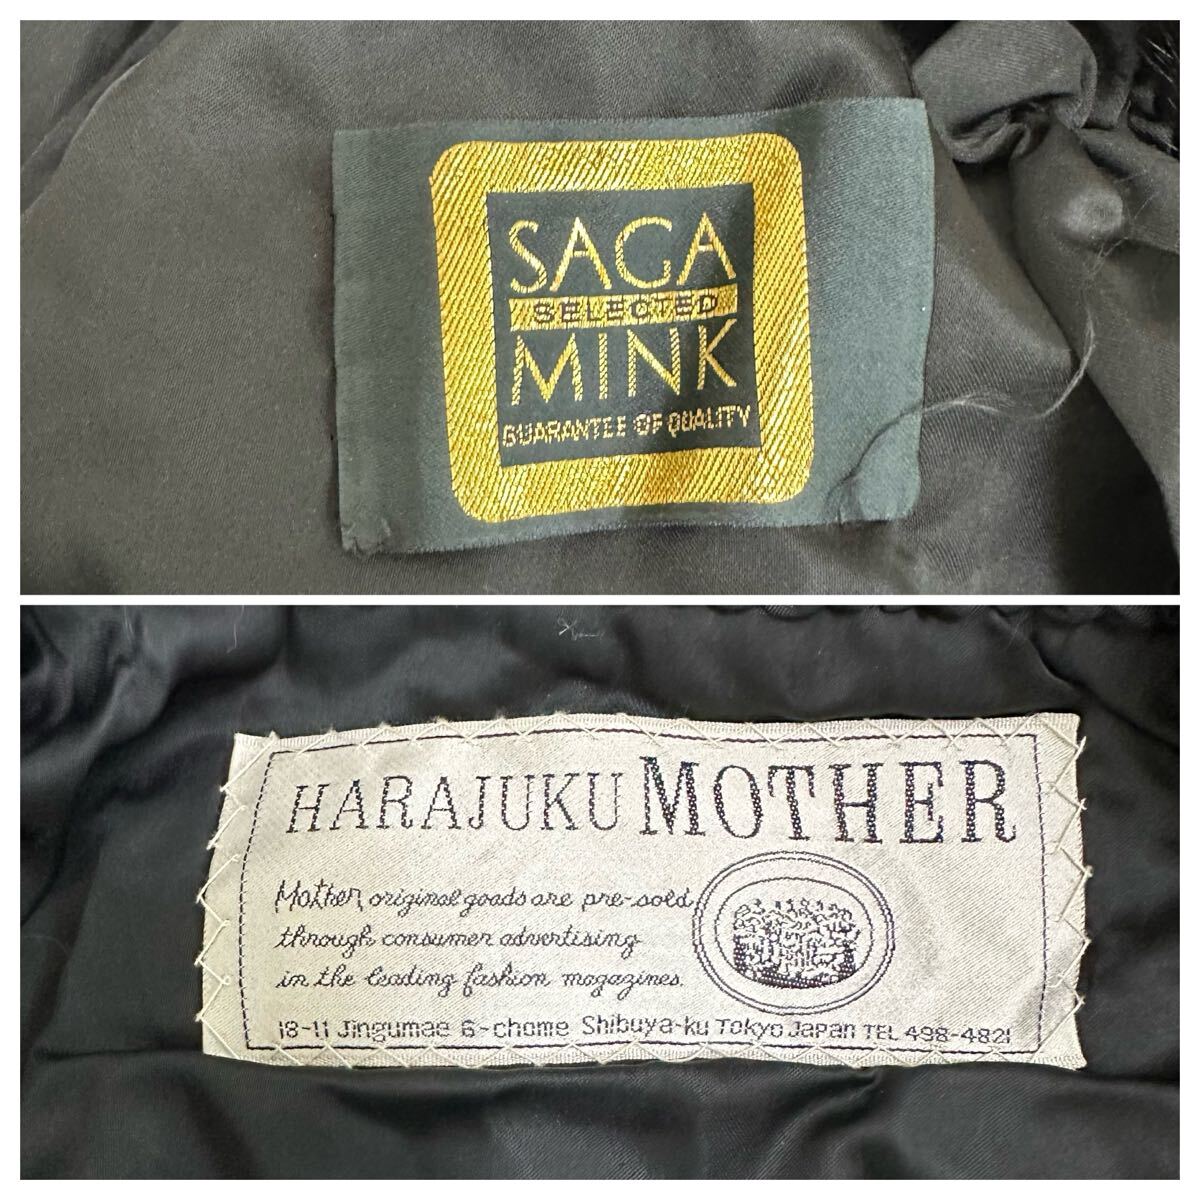 SAGA
SELECTED
MINK
GUARANTEE OF QUALITY
HARAJUKU MOTHER
Mother original goods are pre-sold
through consumer advertising
in the leading fashion magazines.
18-11 Jingumae 6-chome Shibuya-ku Tokyo Japan TEL 498-4821